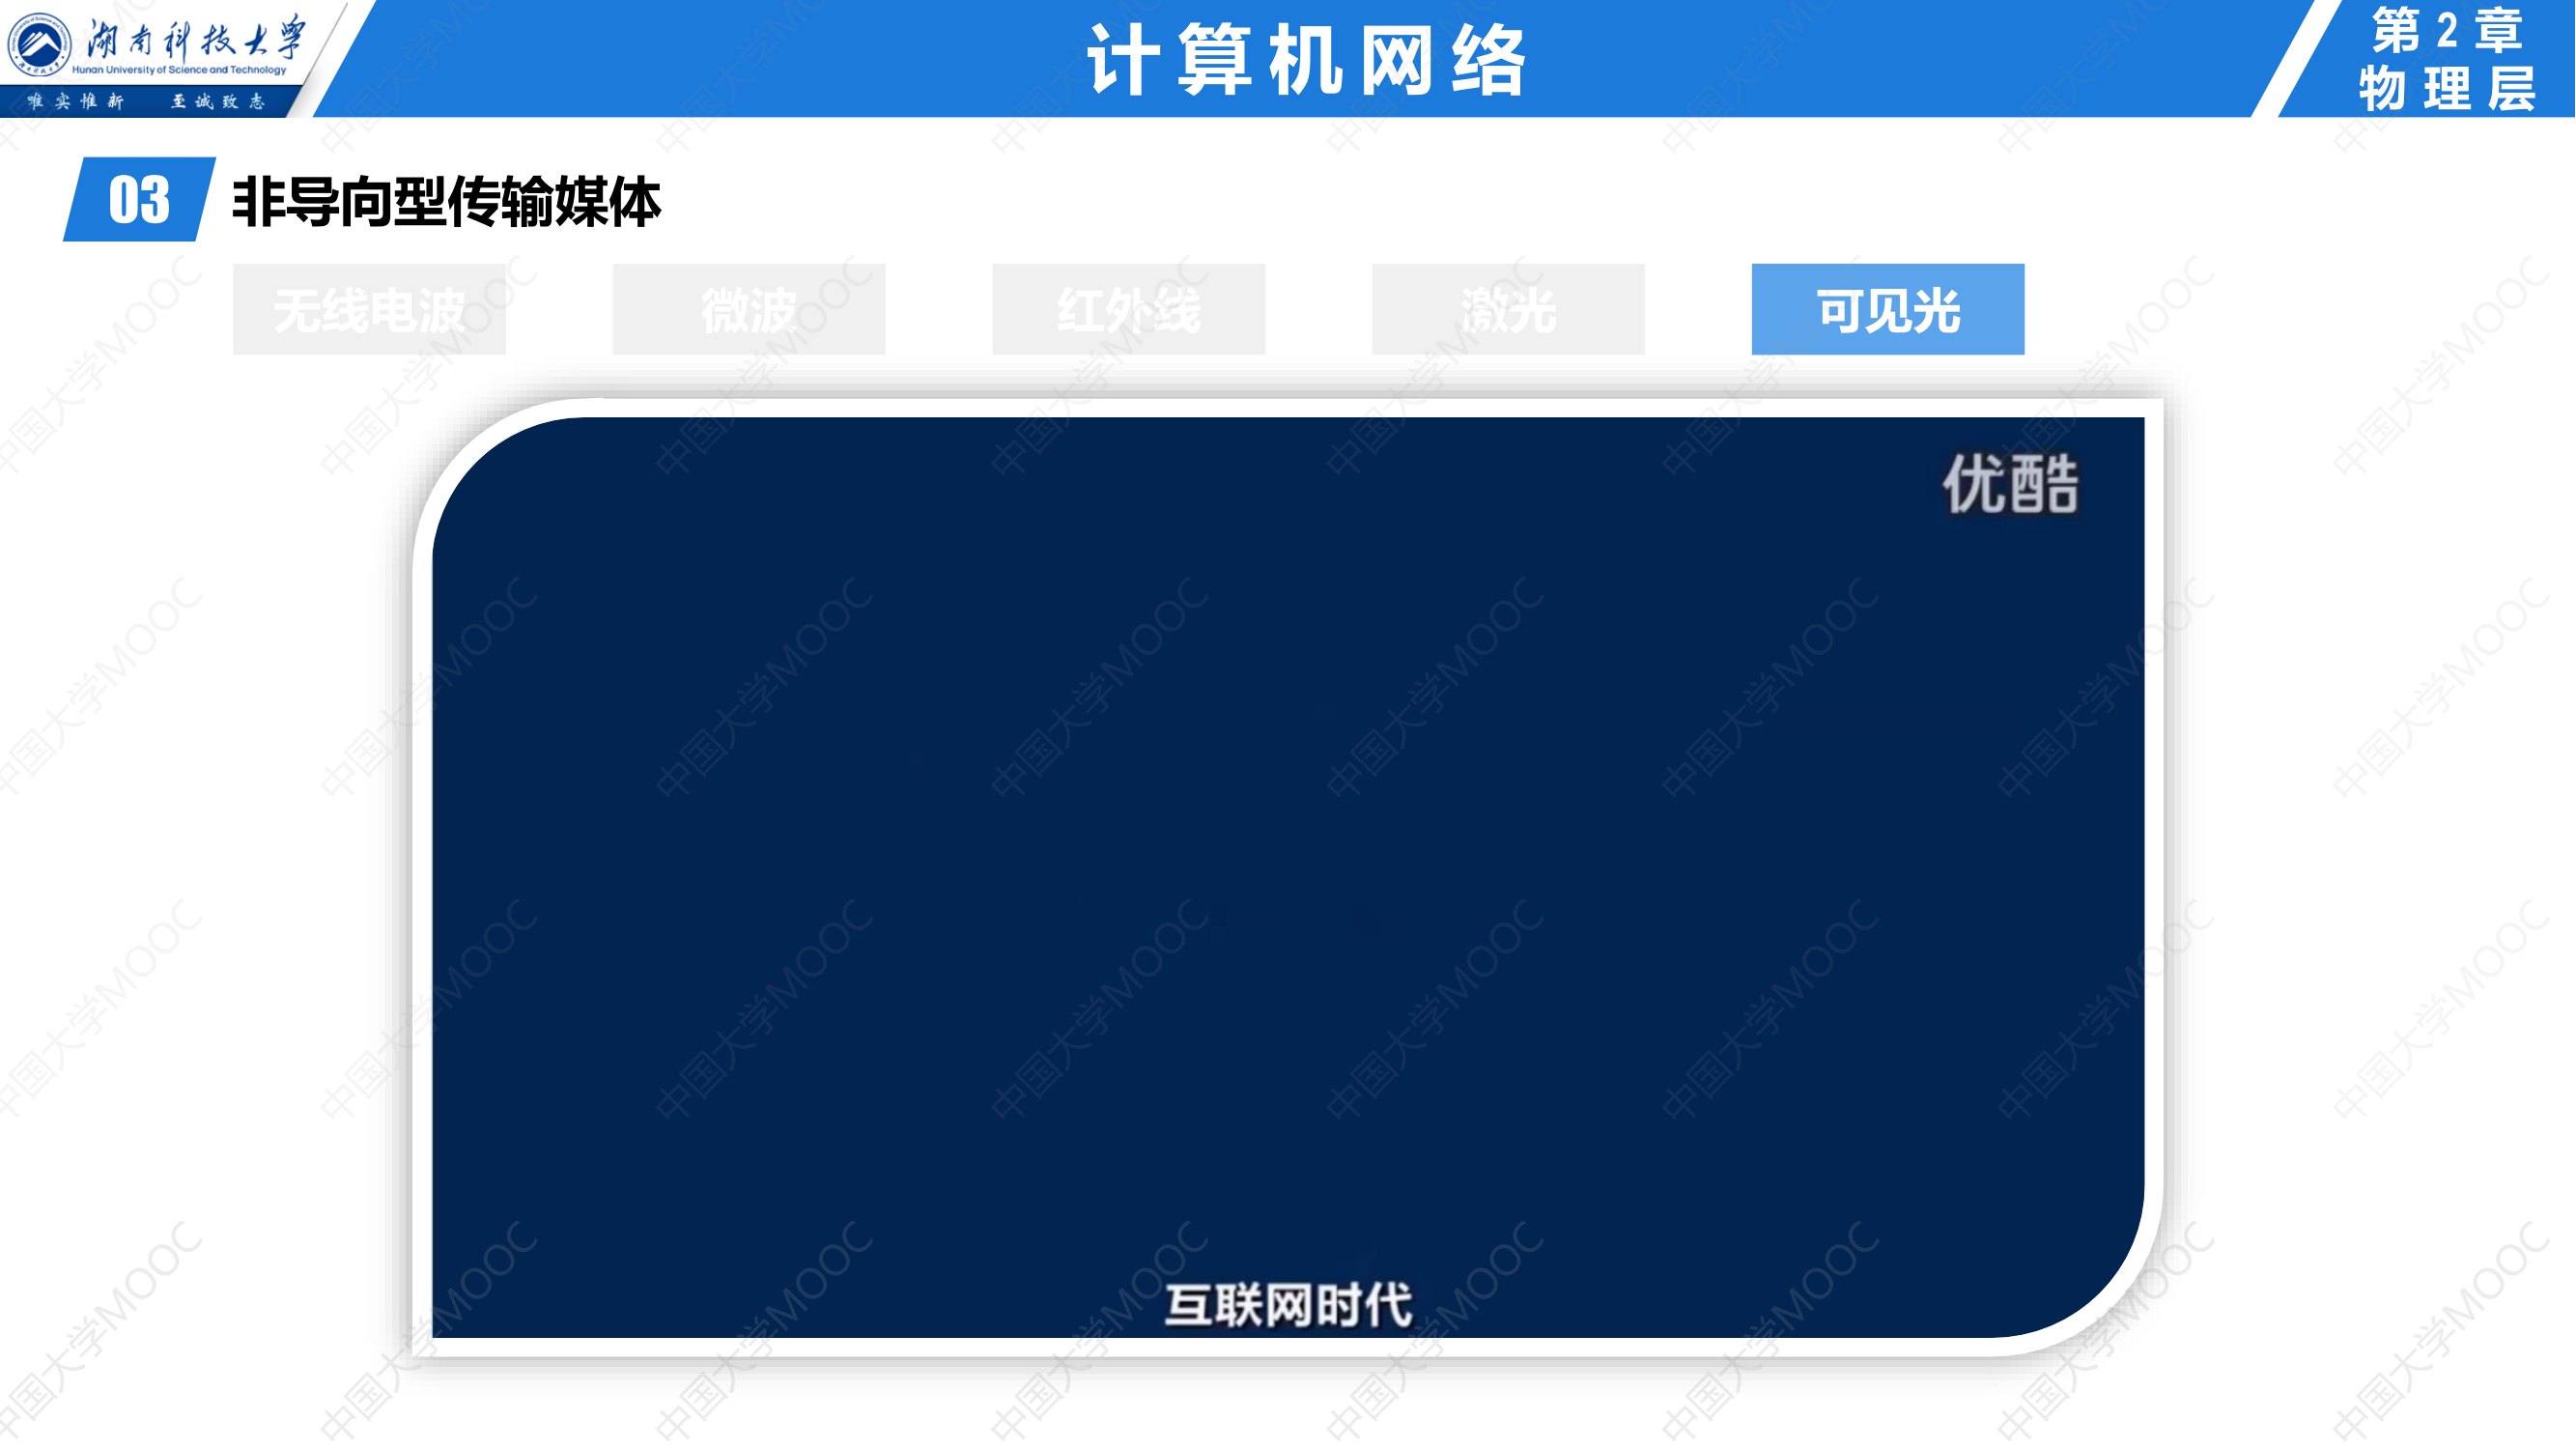 湖南科技大学
Hunan University of Science and Technology
唯实惟新 至诚致志
计算机网络
第2章
物理层
03 非导向型传输媒体
无线电波 微波 红外线 激光 可见光
优酷
互联网时代
中国大学MOOC